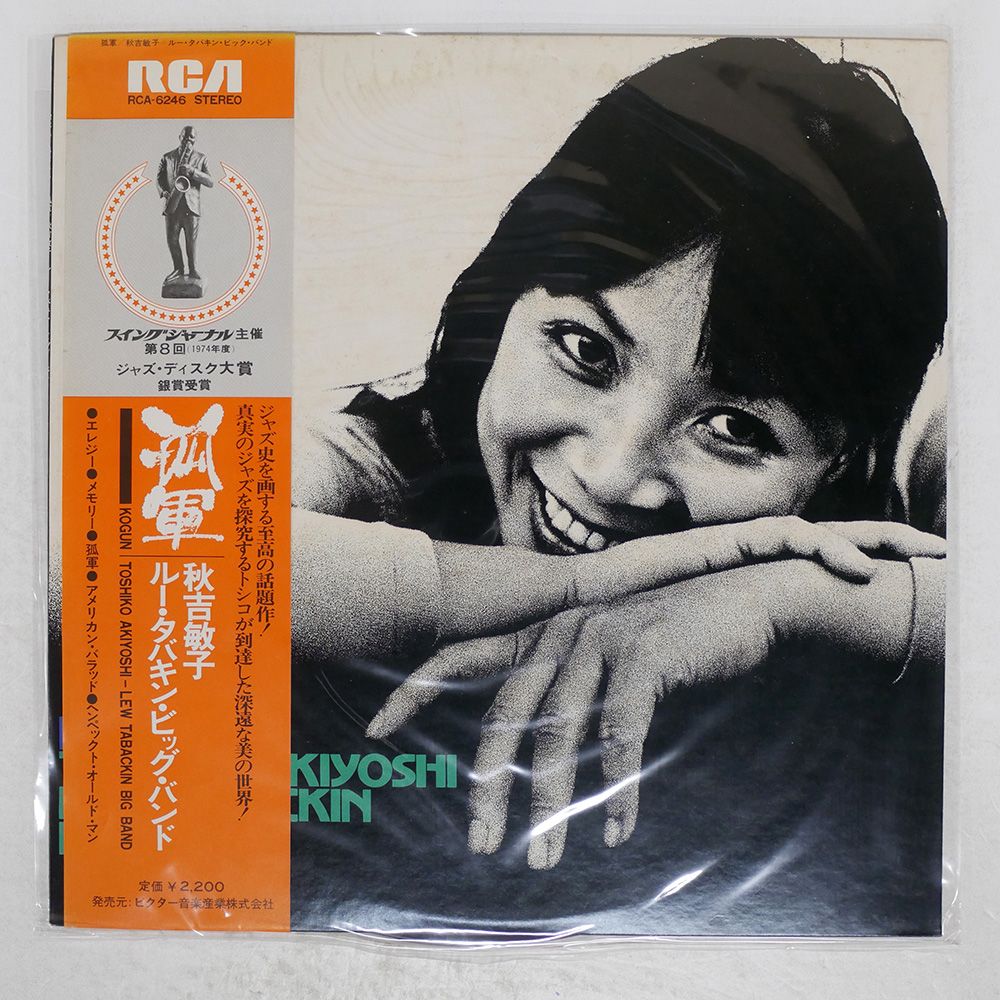 孤軍/秋吉敏子/ルー・タバキン・ビック・バンド
RCA
RCA-6246 STEREO
スイングジャーナル主催
第8回(1974年度)
ジャズ・ディスク大賞
銀賞受賞
ジャズ史を画する至高の話題作!
真実のジャズを探究するトシコが到達した深遠な美の世界!
孤軍
秋吉敏子
ルー・タバキン・ビッグ・バンド
KOGUN TOSHIKO AKIYOSHI-LEW TABACKIN BIG BAND
●エレジー●メモリー●孤軍●アメリカン・バラッド●ヘンペックト・オールド・マン
定価¥2,200
発売元:ビクター音楽産業株式会社
KIYOSHI
CKIN